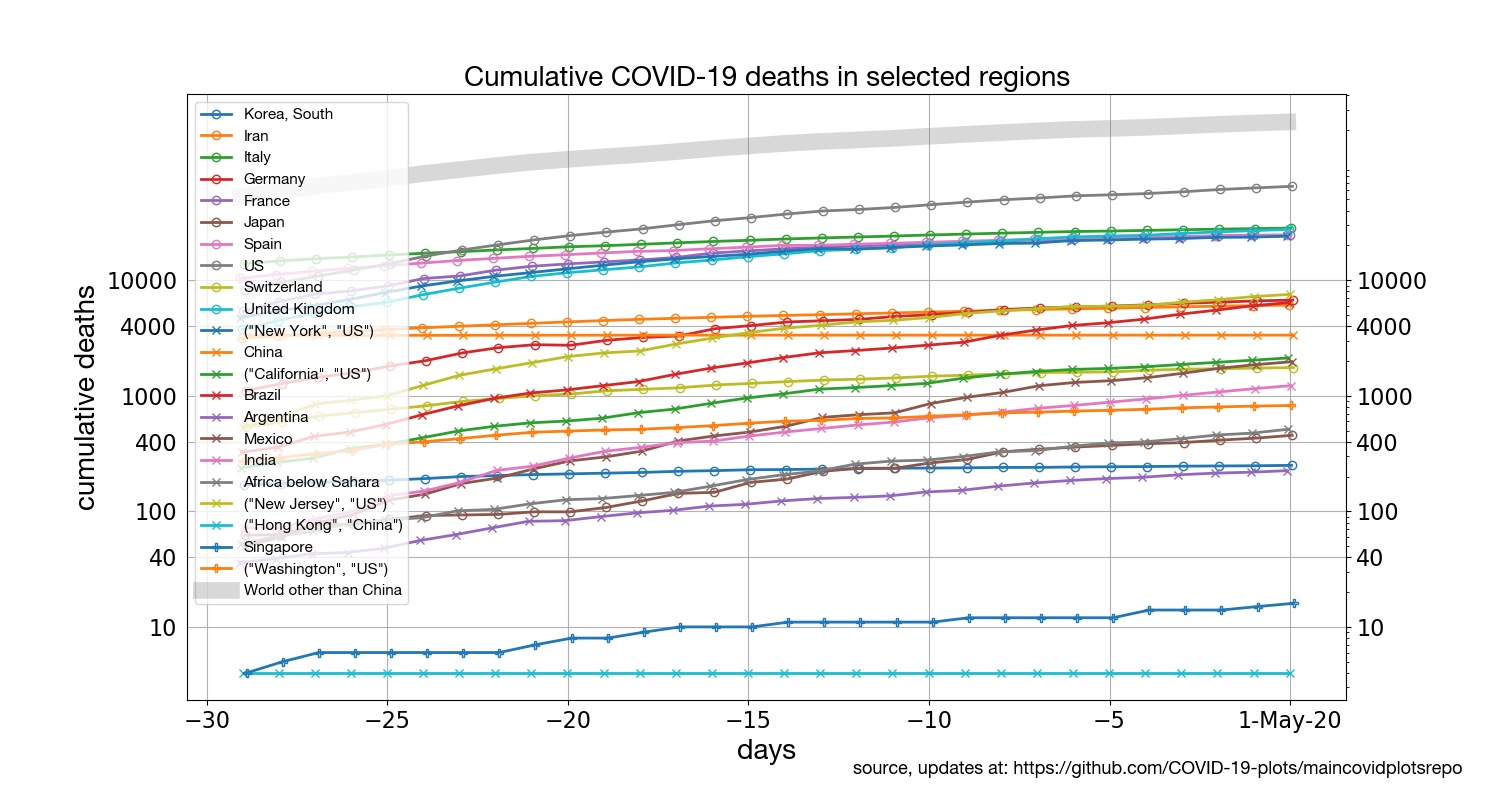 Cumulative COVID-19 deaths in selected regions
Korea, South
Iran
Italy
Germany
France
Japan
Spain
US
Switzerland
United Kingdom
("New York", "US")
China
("California", "US")
Brazil
Argentina
Mexico
India
Africa below Sahara
("New Jersey", "US")
("Hong Kong", "China")
Singapore
("Washington", "US")
World other than China
cumulative deaths
10000
4000
1000
400
100
40
10
10000
4000
1000
400
100
40
10
−30 −25 −20 −15 −10 −5 1-May-20
days
source, updates at: https://github.com/COVID-19-plots/maincovidplotsrepo